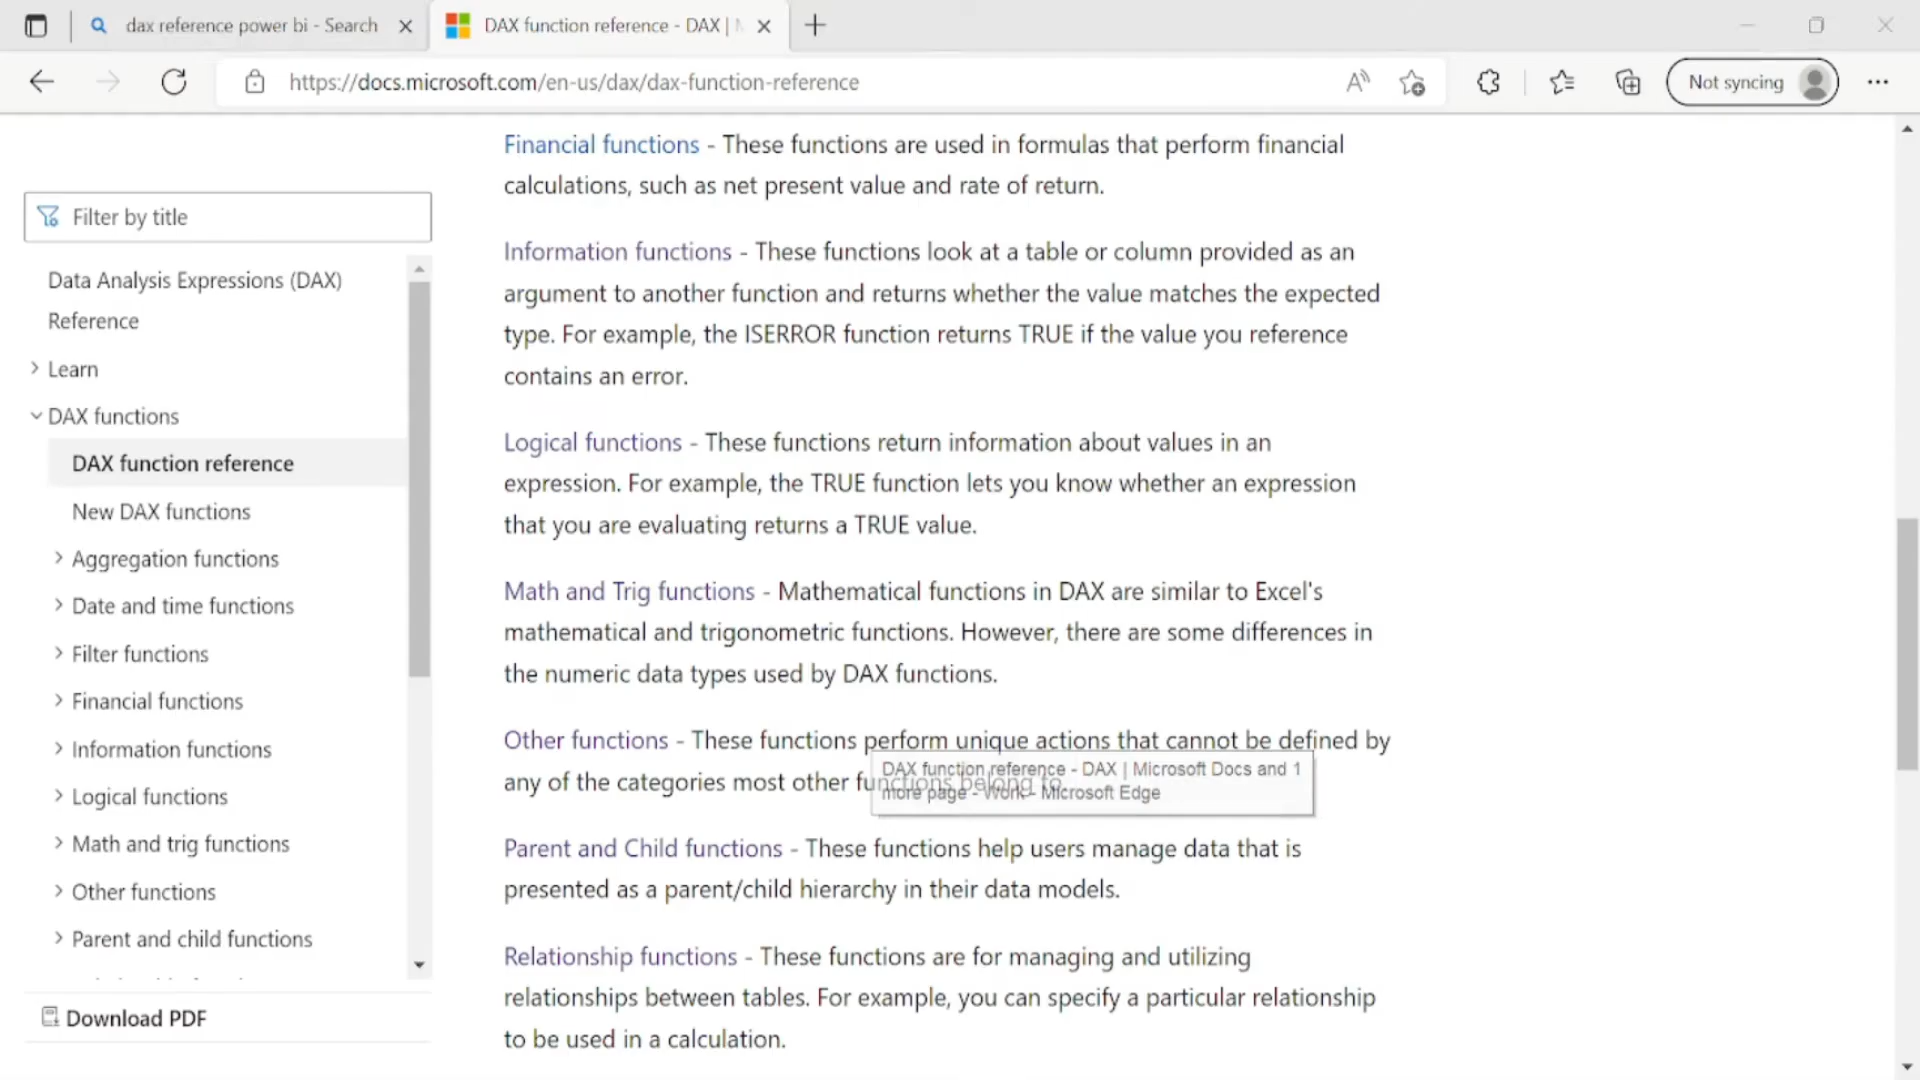 dax reference power bi - Search
DAX function reference - DAX |
https://docs.microsoft.com/en-us/dax/dax-function-reference
Not syncing
Filter by title
Data Analysis Expressions (DAX)
Reference
Learn
DAX functions
DAX function reference
New DAX functions
Aggregation functions
Date and time functions
Filter functions
Financial functions
Information functions
Logical functions
Math and trig functions
Other functions
Parent and child functions
Download PDF
Financial functions - These functions are used in formulas that perform financial
calculations, such as net present value and rate of return.
Information functions - These functions look at a table or column provided as an
argument to another function and returns whether the value matches the expected
type. For example, the ISERROR function returns TRUE if the value you reference
contains an error.
Logical functions - These functions return information about values in an
expression. For example, the TRUE function lets you know whether an expression
that you are evaluating returns a TRUE value.
Math and Trig functions - Mathematical functions in DAX are similar to Excel's
mathematical and trigonometric functions. However, there are some differences in
the numeric data types used by DAX functions.
Other functions - These functions perform unique actions that cannot be defined by
any of the categories most other functions belong to.
DAX function reference - DAX | Microsoft Docs and 1
more page - Work - Microsoft Edge
Parent and Child functions - These functions help users manage data that is
presented as a parent/child hierarchy in their data models.
Relationship functions - These functions are for managing and utilizing
relationships between tables. For example, you can specify a particular relationship
to be used in a calculation.